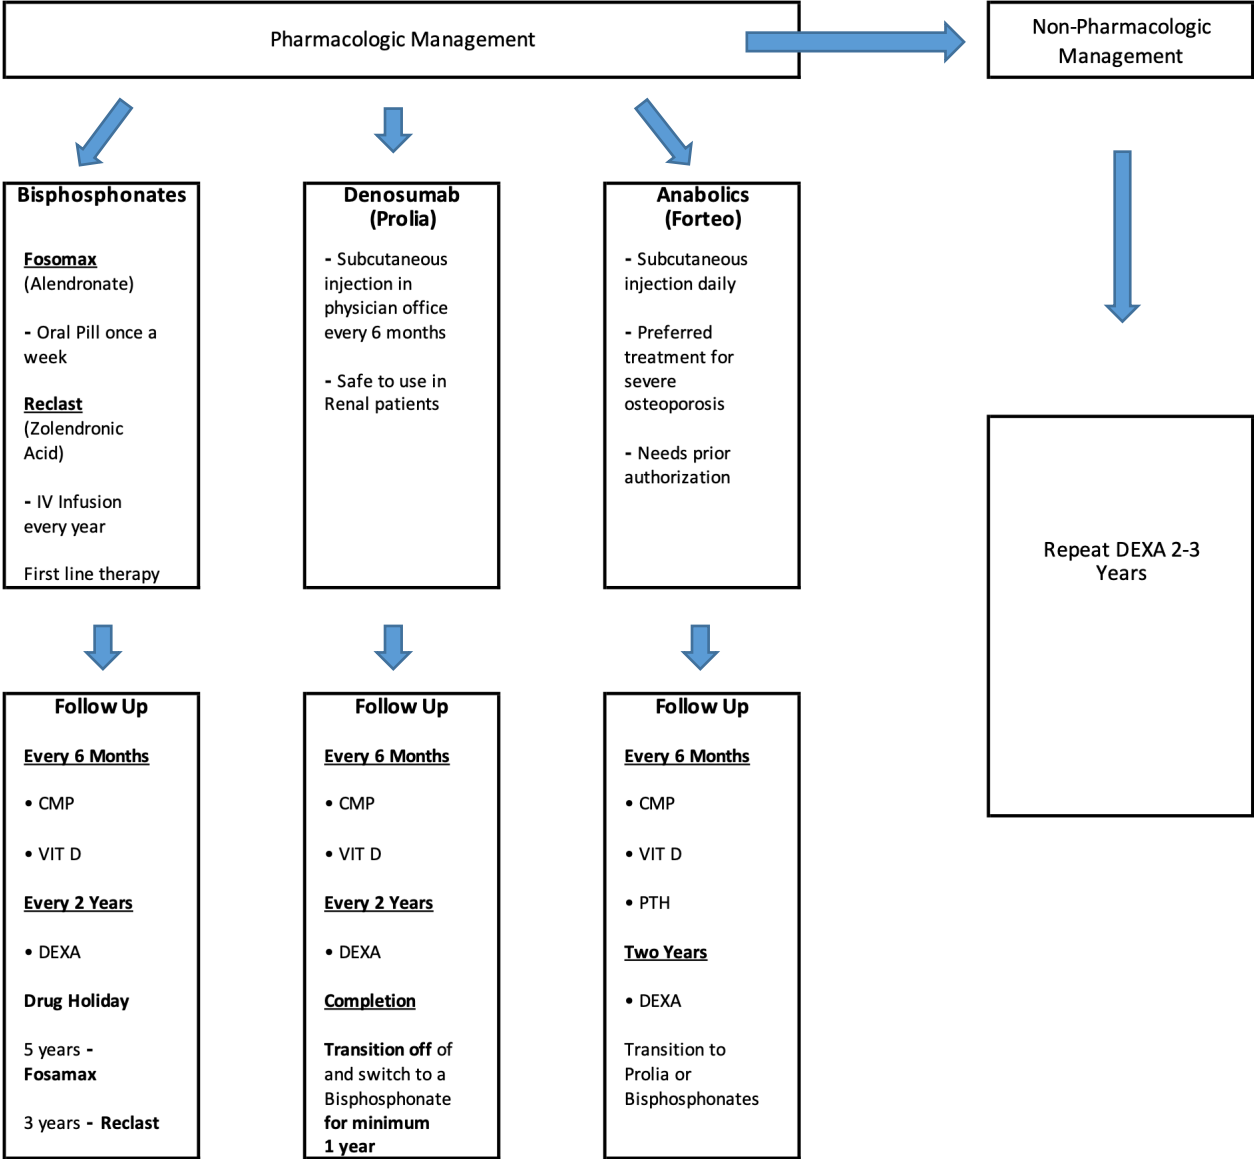 Pharmacologic Management
Non-Pharmacologic
Management
Bisphosphonates
Fosomax
(Alendronate)
- Oral Pill once a
week
Reclast
(Zolendronic
Acid)
- IV Infusion
every year
First line therapy
Denosumab
(Prolia)
- Subcutaneous
injection in
physician office
every 6 months
- Safe to use in
Renal patients
Anabolics
(Forteo)
- Subcutaneous
injection daily
- Preferred
treatment for
severe
osteoporosis
- Needs prior
authorization
Repeat DEXA 2-3
Years
Follow Up
Every 6 Months
• CMP
• VIT D
Every 2 Years
• DEXA
Drug Holiday
5 years -
Fosamax
3 years - Reclast
Follow Up
Every 6 Months
• CMP
• VIT D
Every 2 Years
• DEXA
Completion
Transition off of
and switch to a
Bisphosphonate
for minimum
1 year
Follow Up
Every 6 Months
• CMP
• VIT D
• PTH
Two Years
• DEXA
Transition to
Prolia or
Bisphosphonates